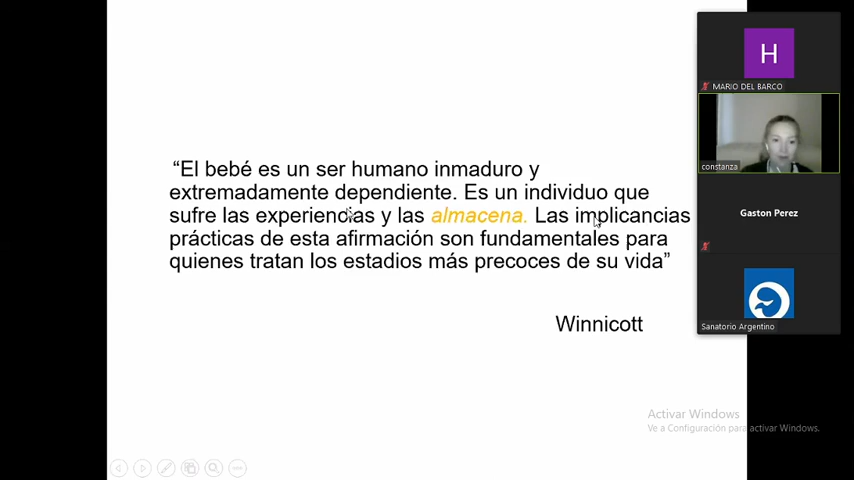 “El bebé es un ser humano inmaduro y
extremadamente dependiente. Es un individuo que
sufre las experiencias y las almacena. Las implicancias
prácticas de esta afirmación son fundamentales para
quienes tratan los estadios más precoces de su vida”
Winnicott
H
MARIO DEL BARCO
constanza
Gaston Perez
Sanatorio Argentino
Activar Windows
Ve a Configuración para activar Windows.